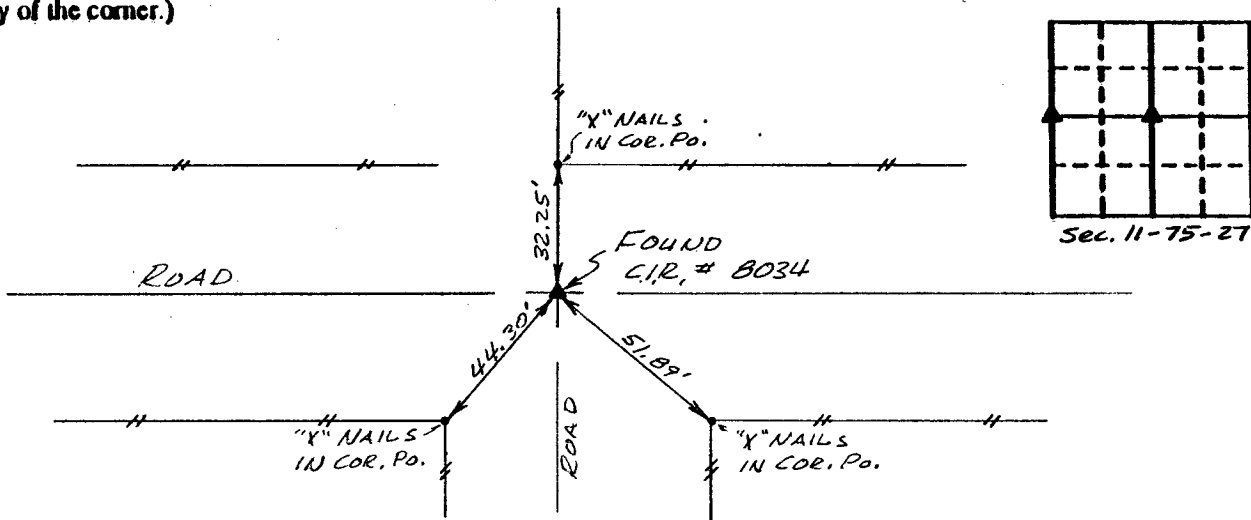 y of the corner.)
"X" NAILS
IN COR. PO.
32.25'
FOUND
C.I.R. # 8034
ROAD
44.30'
51.89'
ROAD
"X" NAILS
IN COR. PO.
"X" NAILS
IN COR. PO.
Sec. 11-75-27